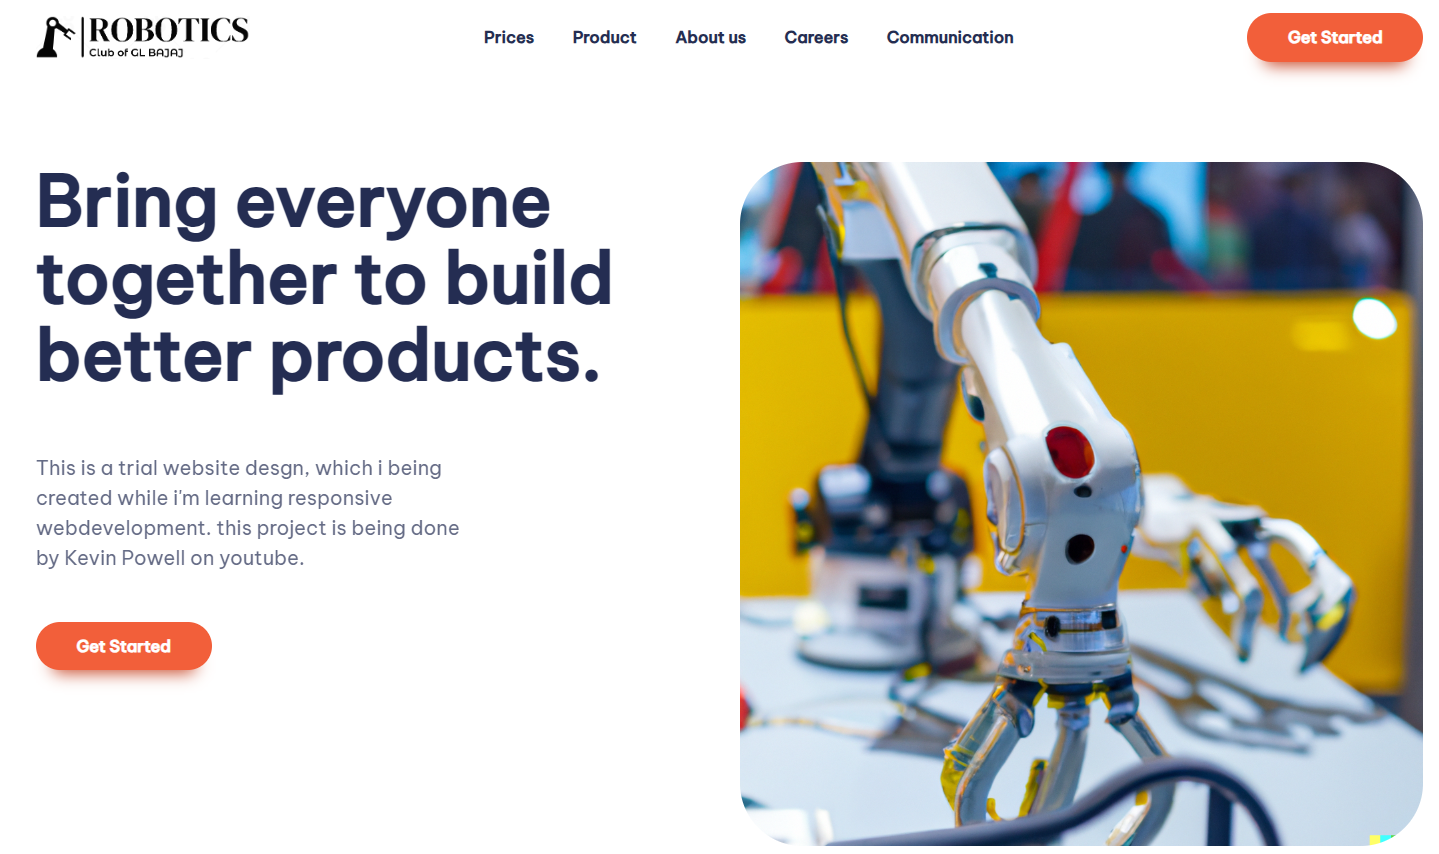 ROBOTICS
Club of GL BAJAJ
Prices Product About us Careers Communication
Get Started
Bring everyone
together to build
better products.
This is a trial website desgn, which i being
created while i'm learning responsive
webdevelopment. this project is being done
by Kevin Powell on youtube.
Get Started